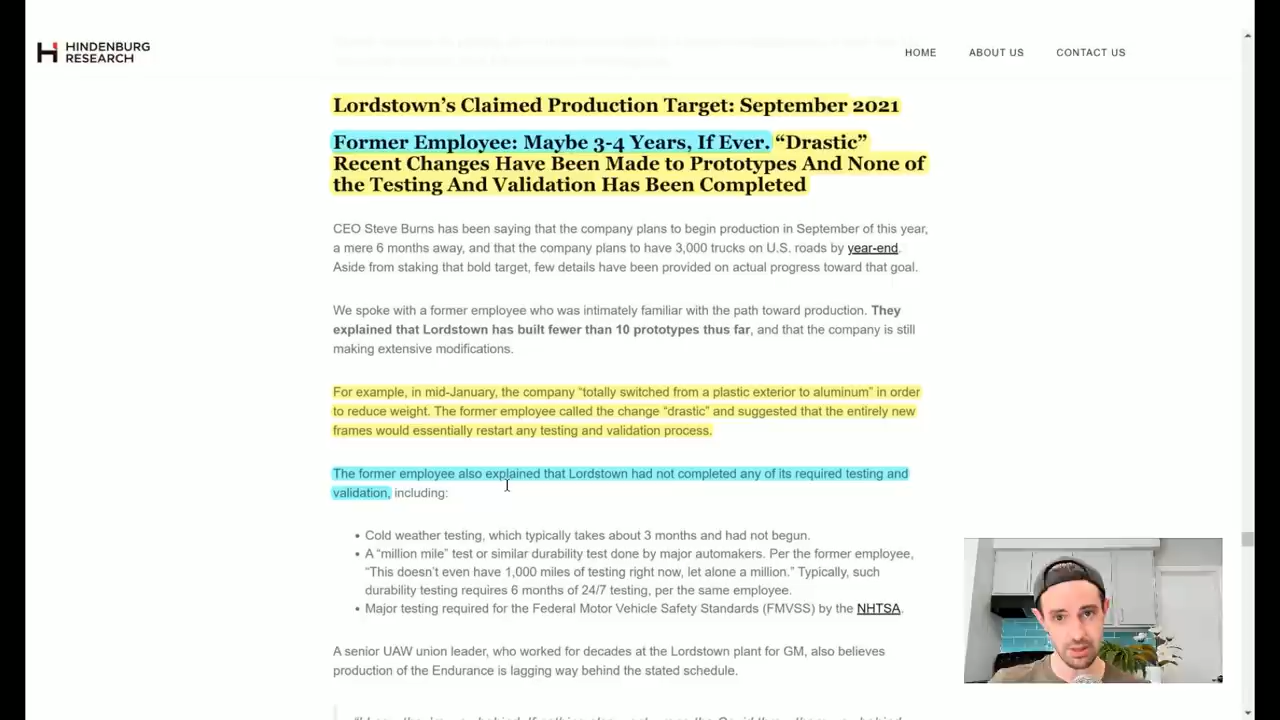 HINDENBURG
RESEARCH
HOME
ABOUT US
CONTACT US
Lordstown’s Claimed Production Target: September 2021
Former Employee: Maybe 3-4 Years, If Ever. “Drastic”
Recent Changes Have Been Made to Prototypes And None of
the Testing And Validation Has Been Completed
CEO Steve Burns has been saying that the company plans to begin production in September of this year,
a mere 6 months away, and that the company plans to have 3,000 trucks on U.S. roads by year-end.
Aside from staking that bold target, few details have been provided on actual progress toward that goal.
We spoke with a former employee who was intimately familiar with the path toward production. They
explained that Lordstown has built fewer than 10 prototypes thus far, and that the company is still
making extensive modifications.
For example, in mid-January, the company “totally switched from a plastic exterior to aluminum” in order
to reduce weight. The former employee called the change “drastic” and suggested that the entirely new
frames would essentially restart any testing and validation process.
The former employee also explained that Lordstown had not completed any of its required testing and
validation, including:
• Cold weather testing, which typically takes about 3 months and had not begun.
• A “million mile” test or similar durability test done by major automakers. Per the former employee,
“This doesn’t even have 1,000 miles of testing right now, let alone a million.” Typically, such
durability testing requires 6 months of 24/7 testing, per the same employee.
• Major testing required for the Federal Motor Vehicle Safety Standards (FMVSS) by the NHTSA.
A senior UAW union leader, who worked for decades at the Lordstown plant for GM, also believes
production of the Endurance is lagging way behind the stated schedule.